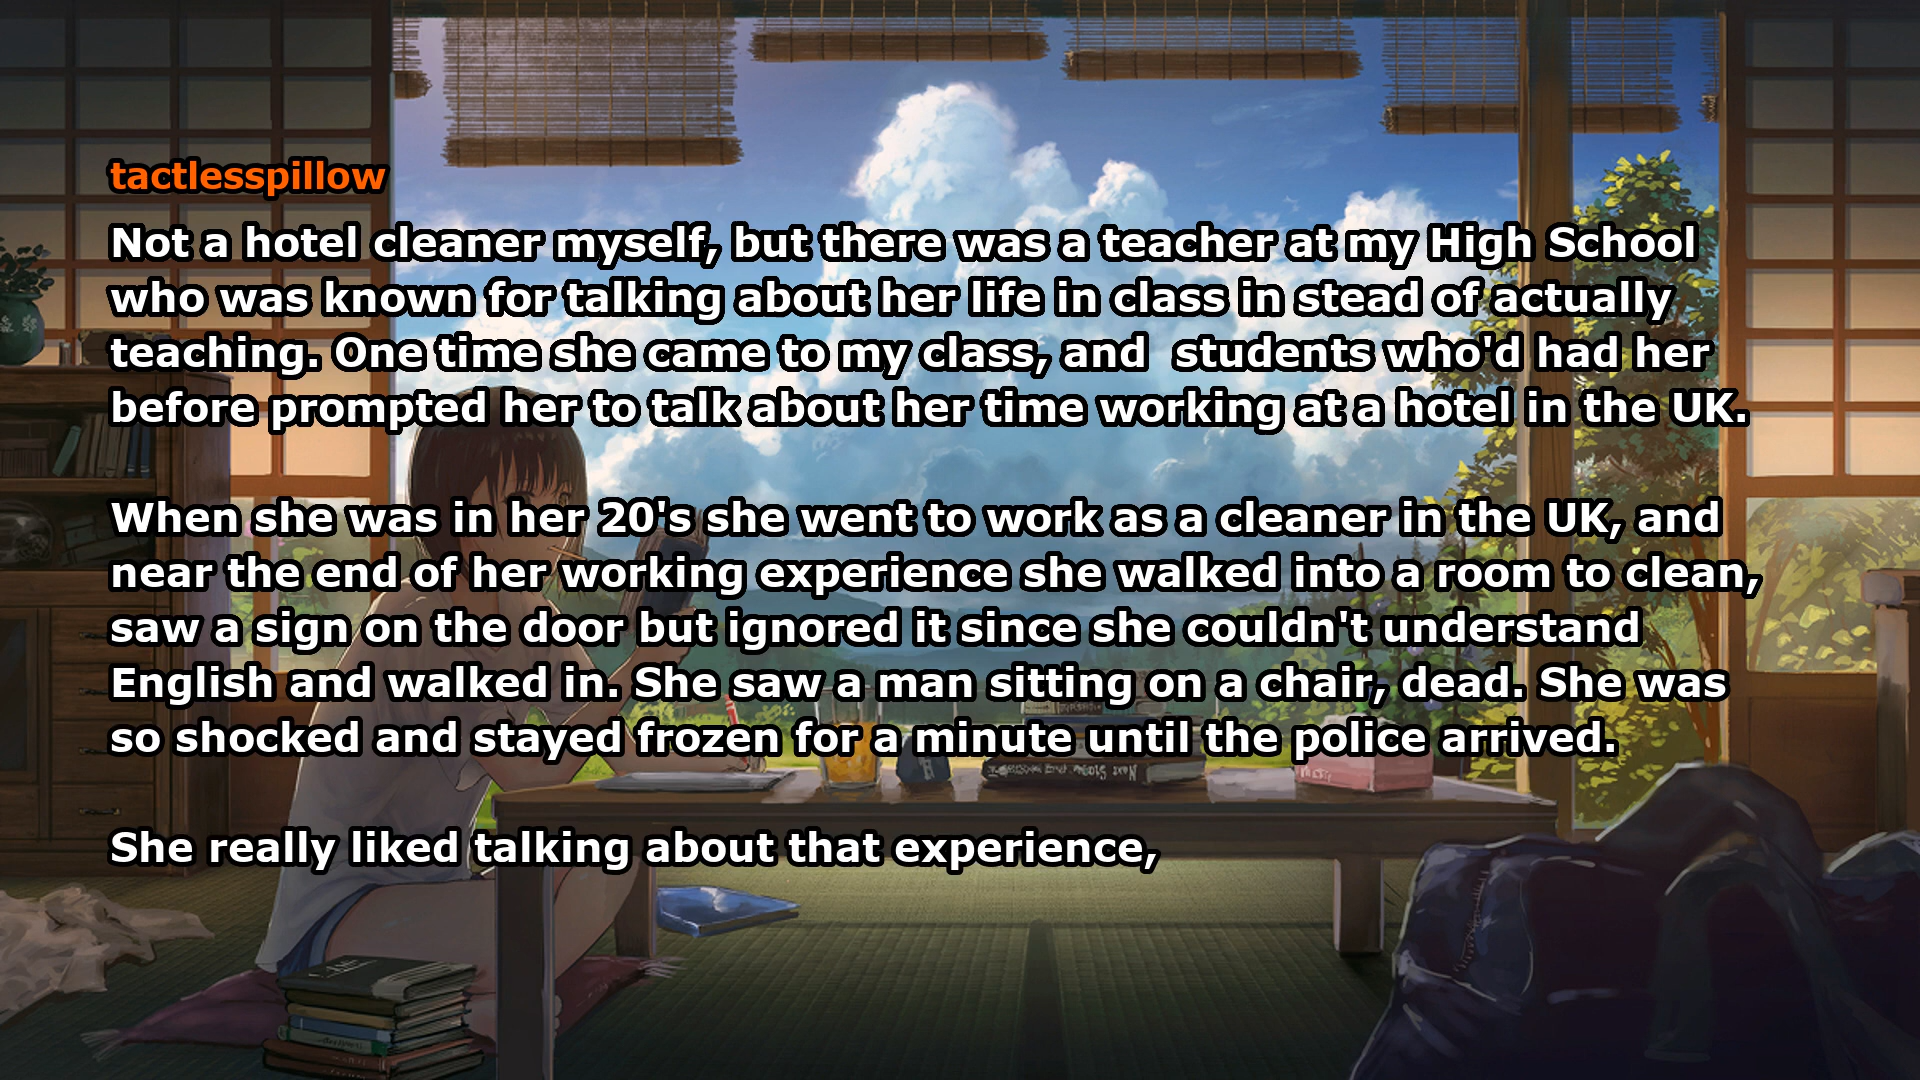 tactlesspillow
Not a hotel cleaner myself, but there was a teacher at my High School
who was known for talking about her life in class in stead of actually
teaching. One time she came to my class, and  students who'd had her
before prompted her to talk about her time working at a hotel in the UK.
When she was in her 20's she went to work as a cleaner in the UK, and
near the end of her working experience she walked into a room to clean,
saw a sign on the door but ignored it since she couldn't understand
English and walked in. She saw a man sitting on a chair, dead. She was
so shocked and stayed frozen for a minute until the police arrived.
She really liked talking about that experience,